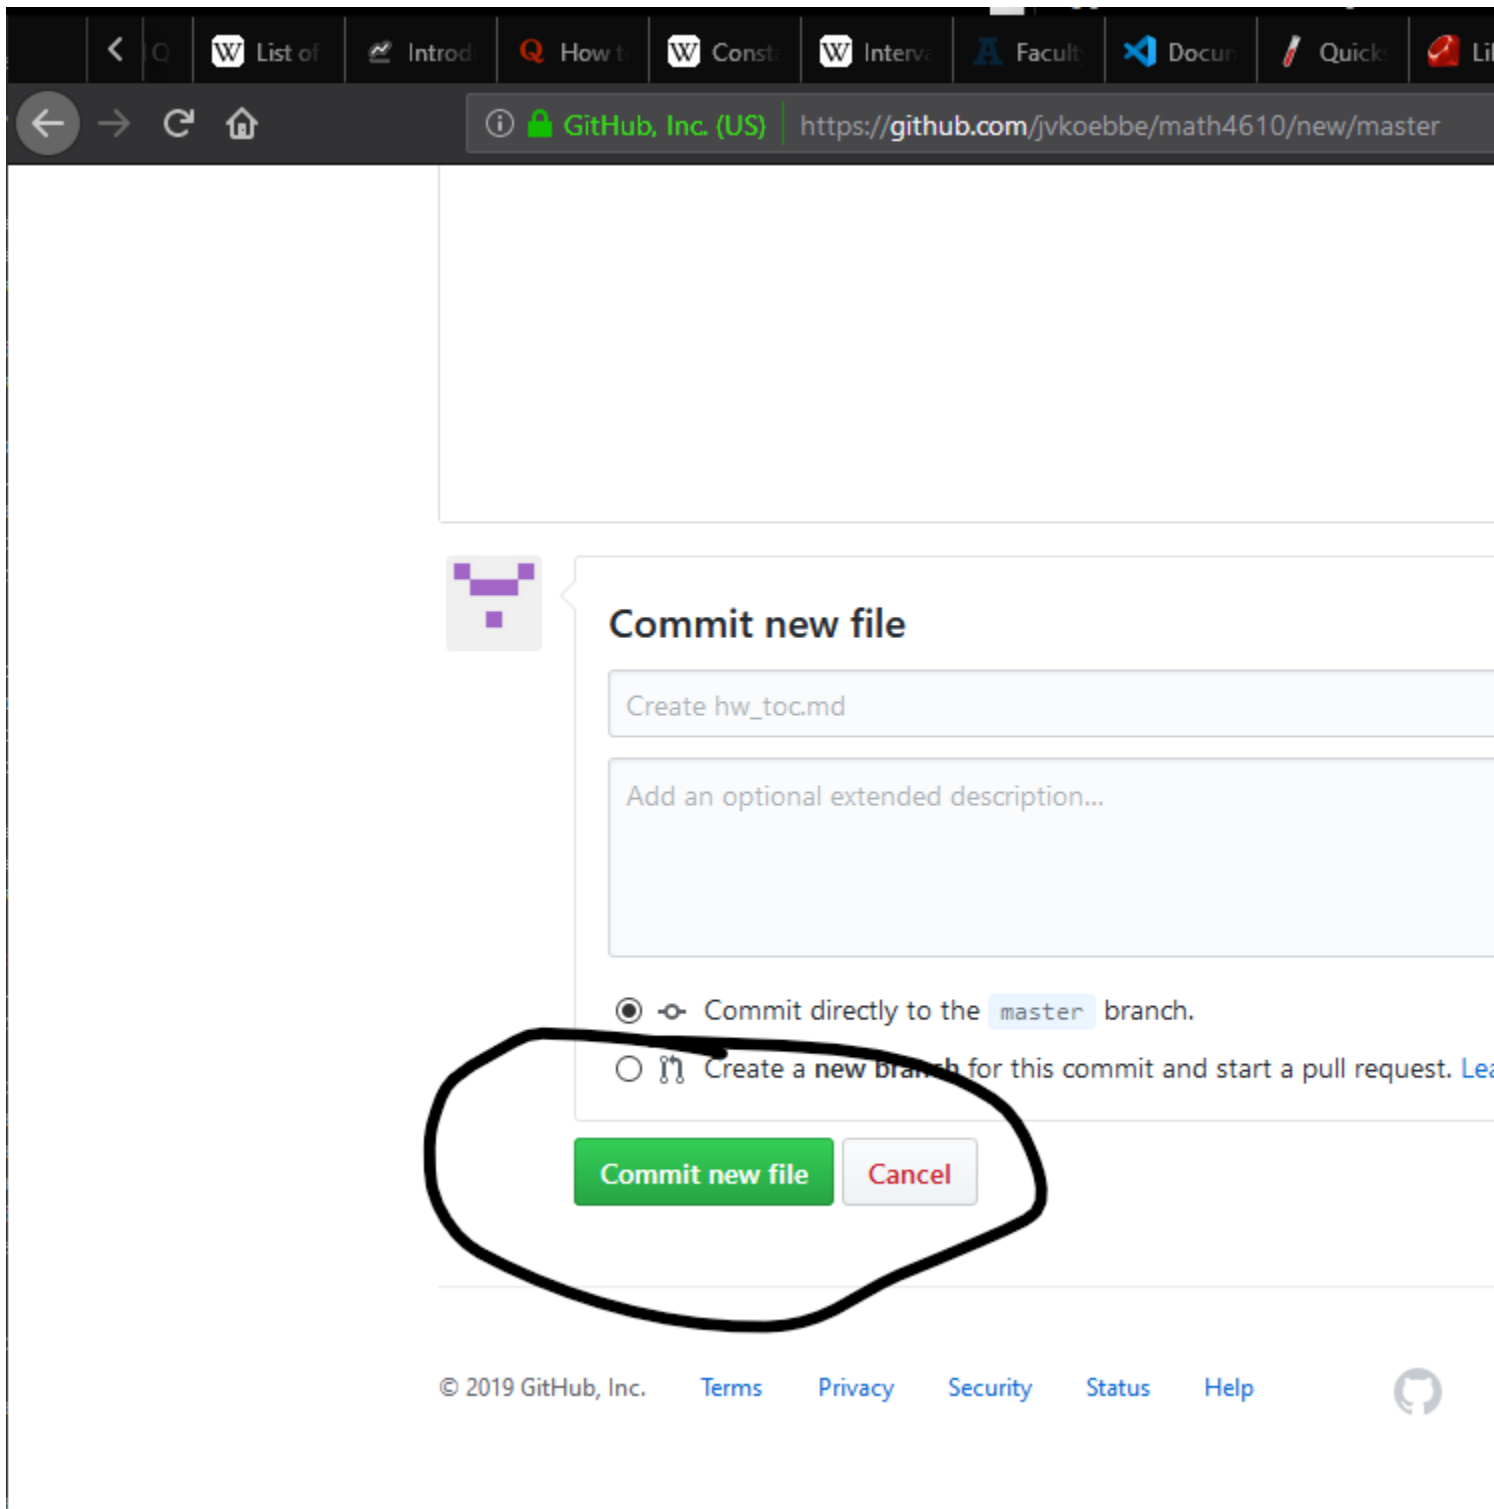 List of Introd How t Const Interv Facult Docun Quick
GitHub, Inc. (US) https://github.com/jvkoebbe/math4610/new/master
Commit new file
Create hw_toc.md
Add an optional extended description...
Commit directly to the master branch.
Create a new branch for this commit and start a pull request. Lea
Commit new file Cancel
© 2019 GitHub, Inc. Terms Privacy Security Status Help